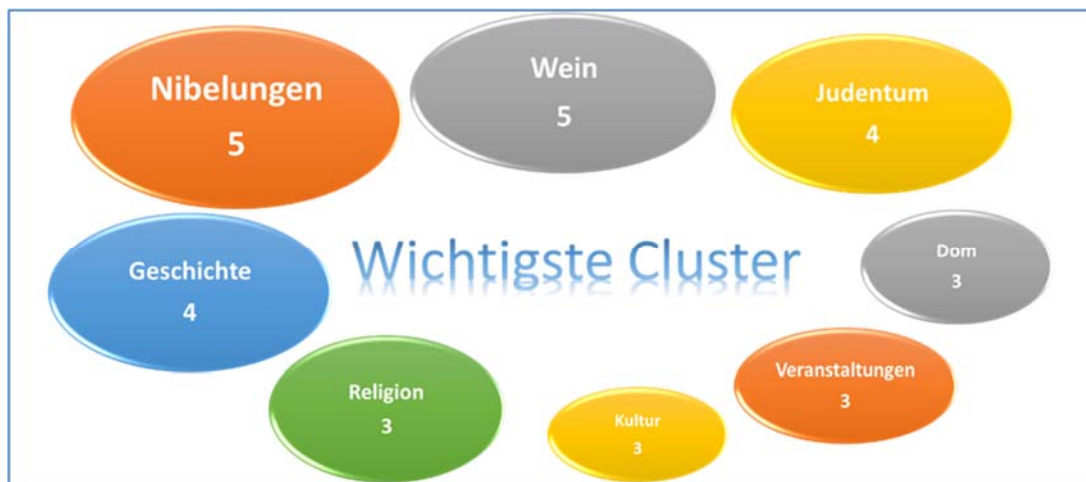 Nibelungen
5
Wein
5
Judentum
4
Geschichte
4
Wichtigste Cluster
Dom
3
Religion
3
Kultur
3
Veranstaltungen
3